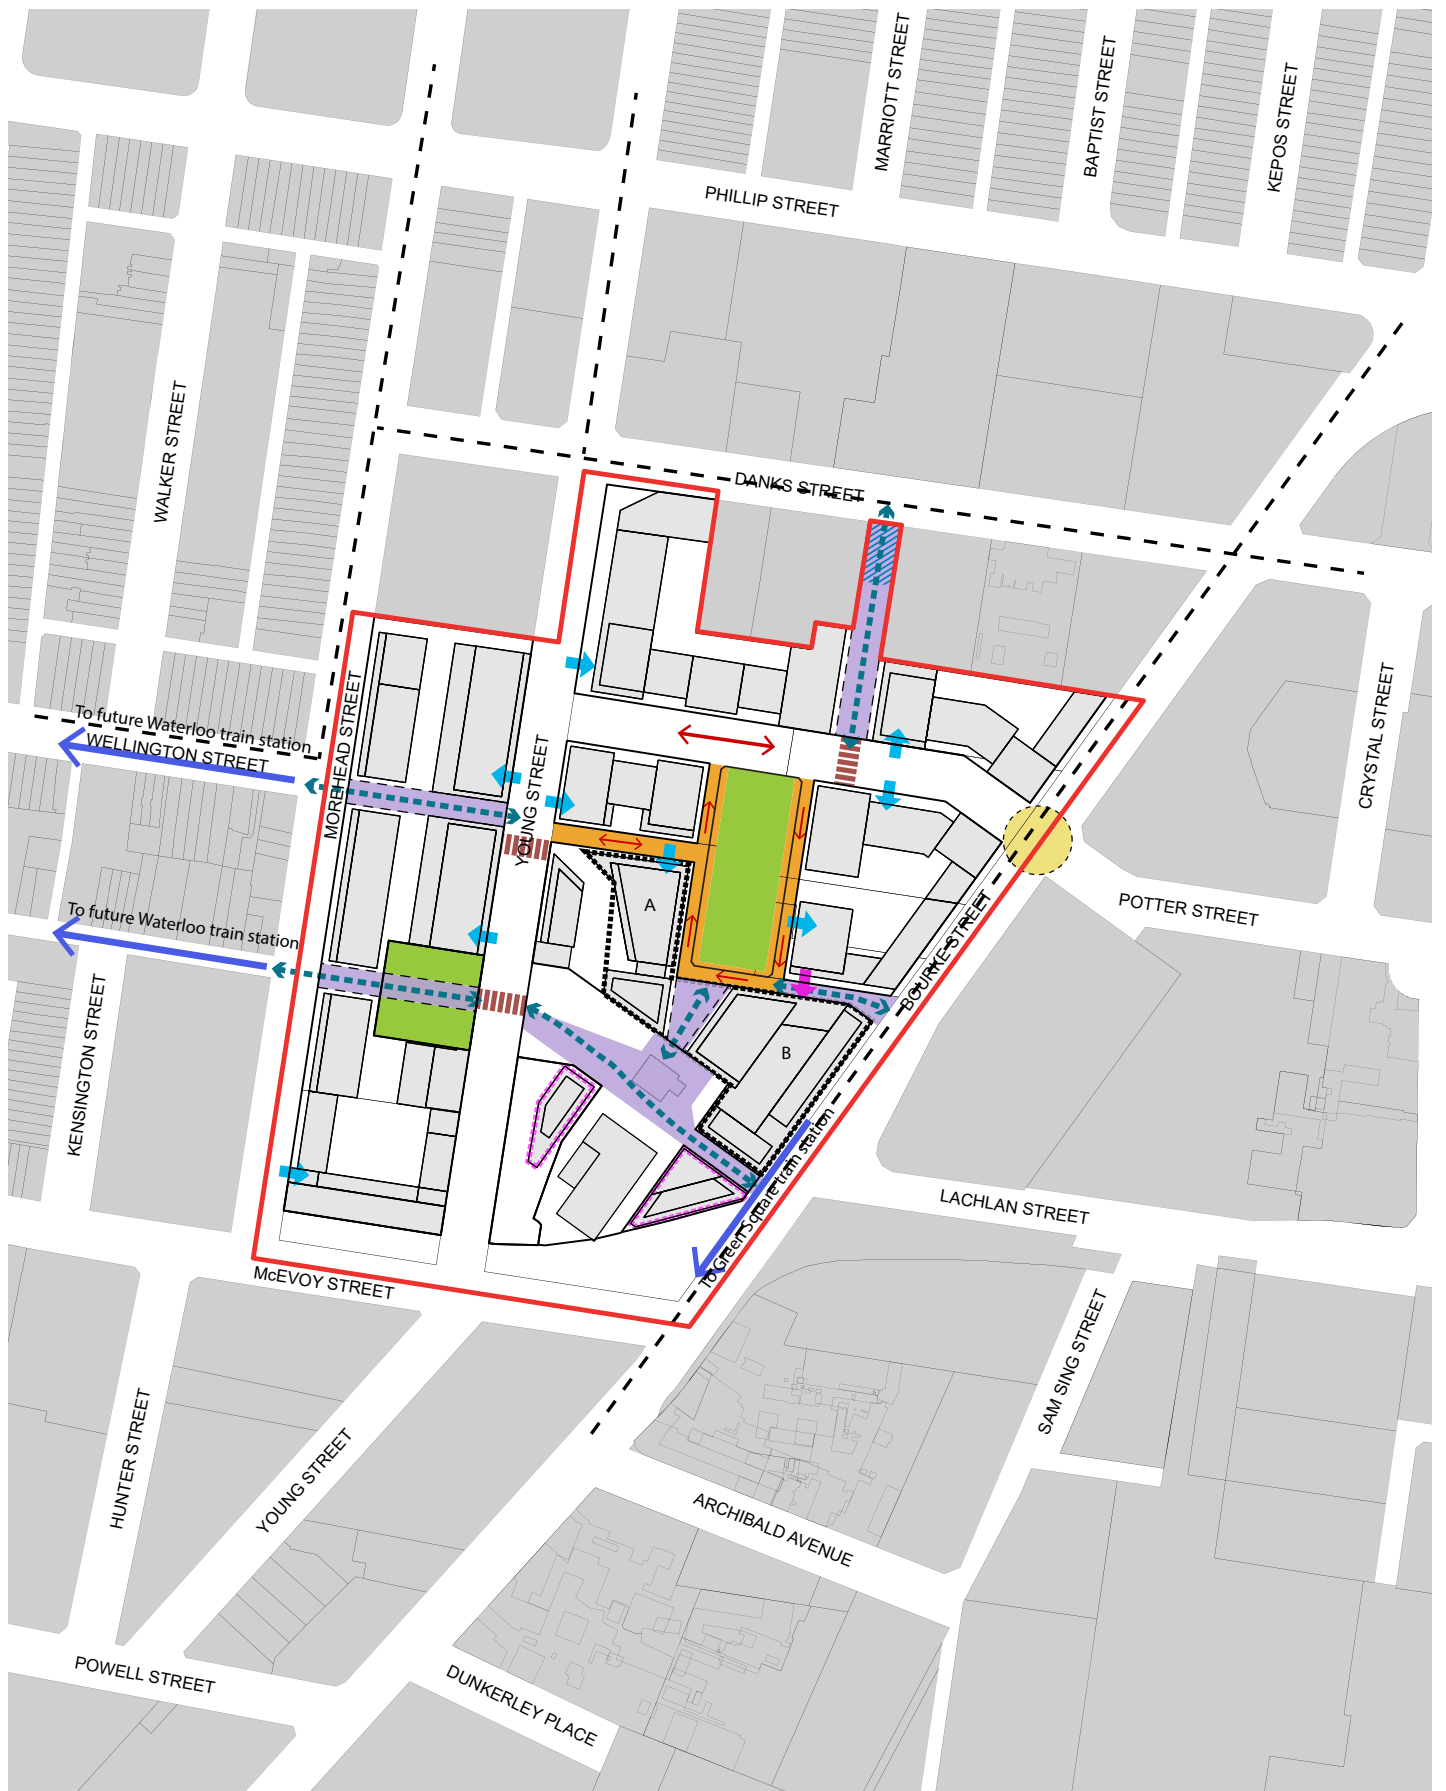 MARRIOTT STREET
BAPTIST STREET
KEPOS STREET
PHILLIP STREET
WALKER STREET
DANKS STREET
MOREHEAD STREET
To future Waterloo train station
WELLINGTON STREET
YOUNG STREET
CRYSTAL STREET
A
POTTER STREET
To future Waterloo train station
BOURKE STREET
KENSINGTON STREET
B
To Green Square train station
LACHLAN STREET
McEVOY STREET
SAM SING STREET
HUNTER STREET
YOUNG STREET
ARCHIBALD AVENUE
POWELL STREET
DUNKERLEY PLACE